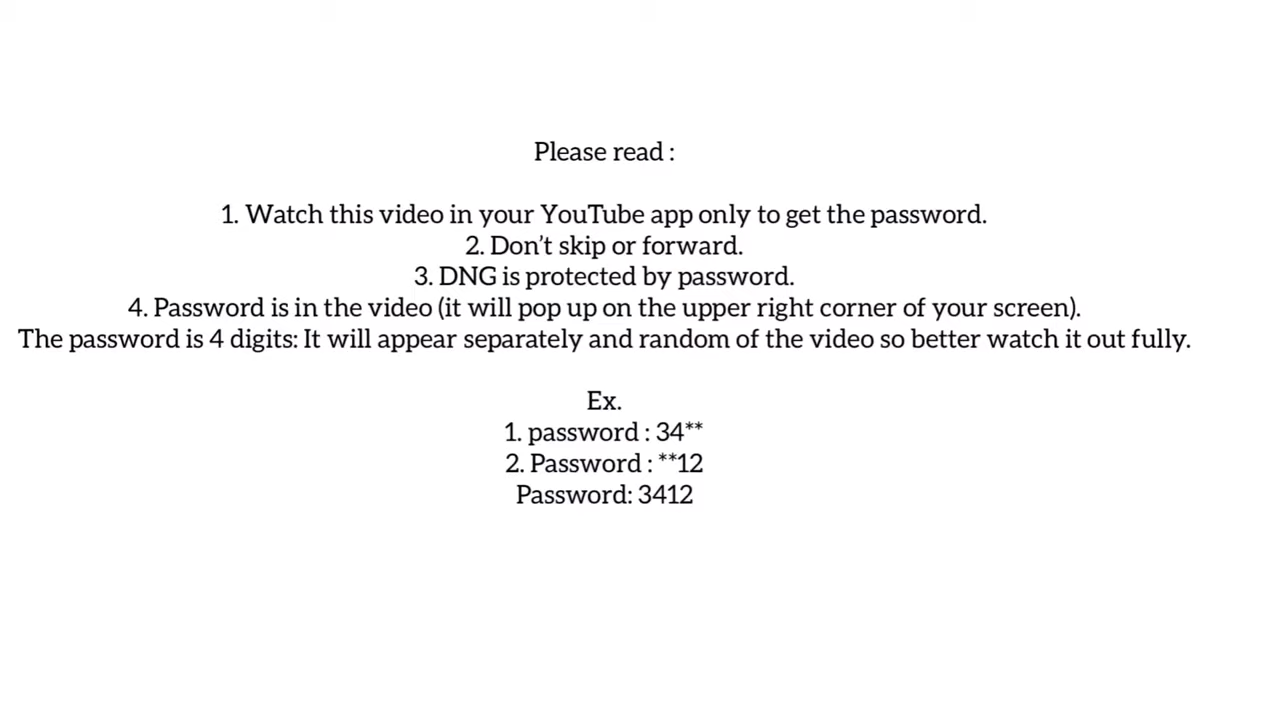 Please read :
1. Watch this video in your YouTube app only to get the password.
2. Don’t skip or forward.
3. DNG is protected by password.
4. Password is in the video (it will pop up on the upper right corner of your screen).
The password is 4 digits: It will appear separately and random of the video so better watch it out fully.
Ex.
1. password : 34**
2. Password : **12
Password: 3412